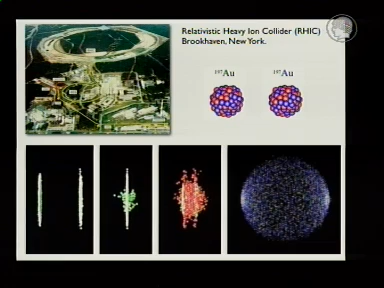 Relativistic Heavy Ion Collider (RHIC)
Brookhaven, New York.
¹⁹⁷Au ¹⁹⁷Au